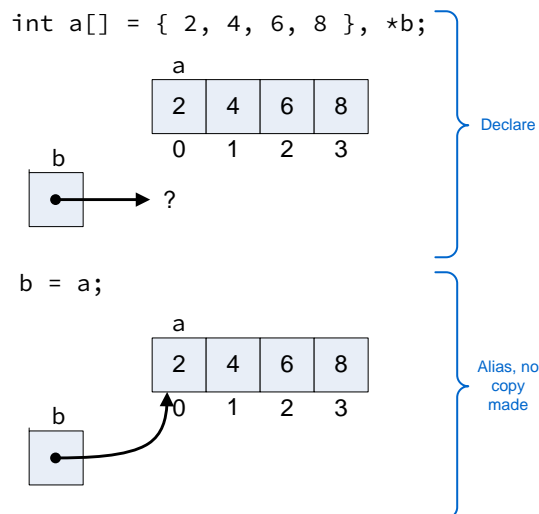 int a[] = { 2, 4, 6, 8 }, *b;
a
2 4 6 8
0 1 2 3
Declare
b
?
b = a;
a
2 4 6 8
0 1 2 3
Alias, no
copy
made
b